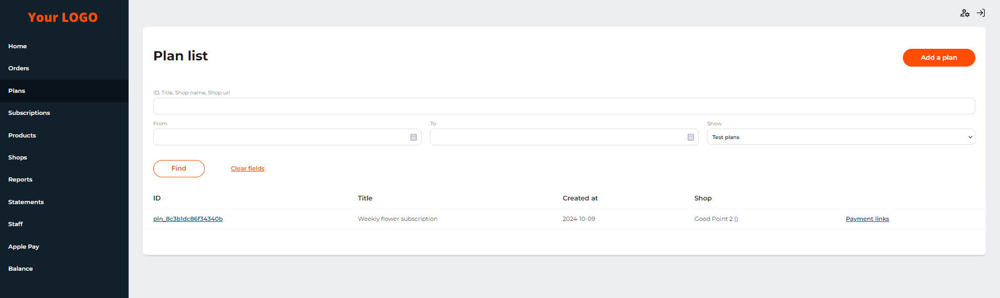 Your LOGO
Home
Orders
Plans
Subscriptions
Products
Shops
Reports
Statements
Staff
Apple Pay
Balance
Plan list
Add a plan
ID, Title, Shop name, Shop url
From To Show
Test plans
Find Clear fields
ID Title Created at Shop
pln_8c3b1dc86f34340b Weekly flower subscription 2024-10-09 Good Point 2 () Payment links